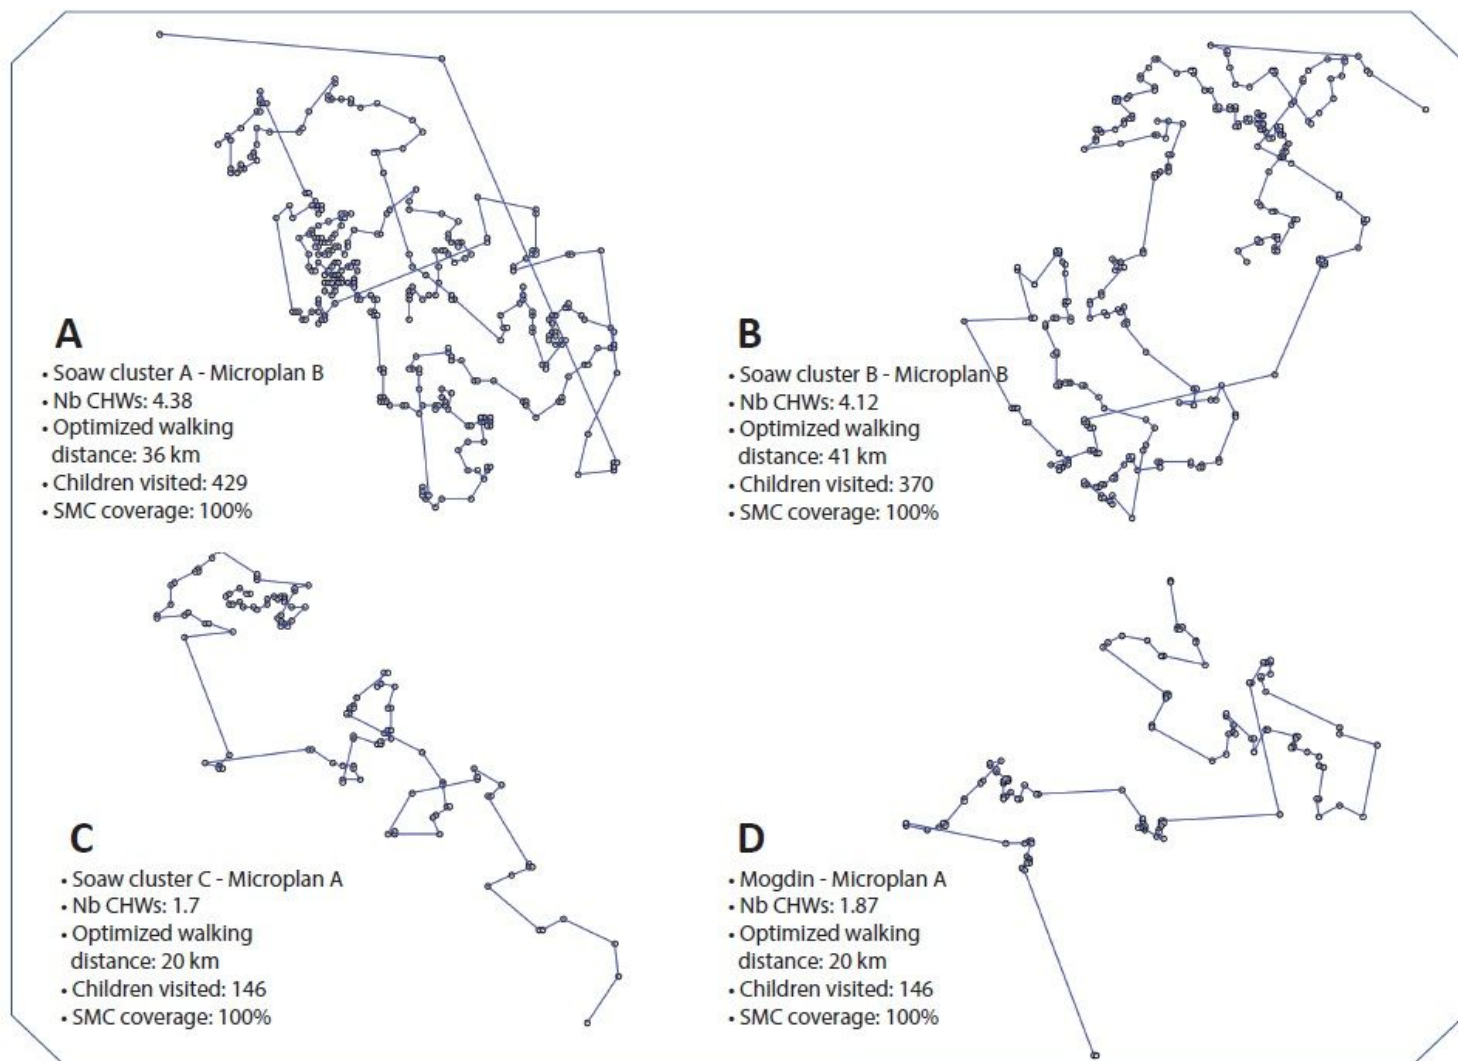 A
• Soaw cluster A - Microplan B
• Nb CHWs: 4.38
• Optimized walking
distance: 36 km
• Children visited: 429
• SMC coverage: 100%
B
• Soaw cluster B - Microplan B
• Nb CHWs: 4.12
• Optimized walking
distance: 41 km
• Children visited: 370
• SMC coverage: 100%
C
• Soaw cluster C - Microplan A
• Nb CHWs: 1.7
• Optimized walking
distance: 20 km
• Children visited: 146
• SMC coverage: 100%
D
• Mogdin - Microplan A
• Nb CHWs: 1.87
• Optimized walking
distance: 20 km
• Children visited: 146
• SMC coverage: 100%